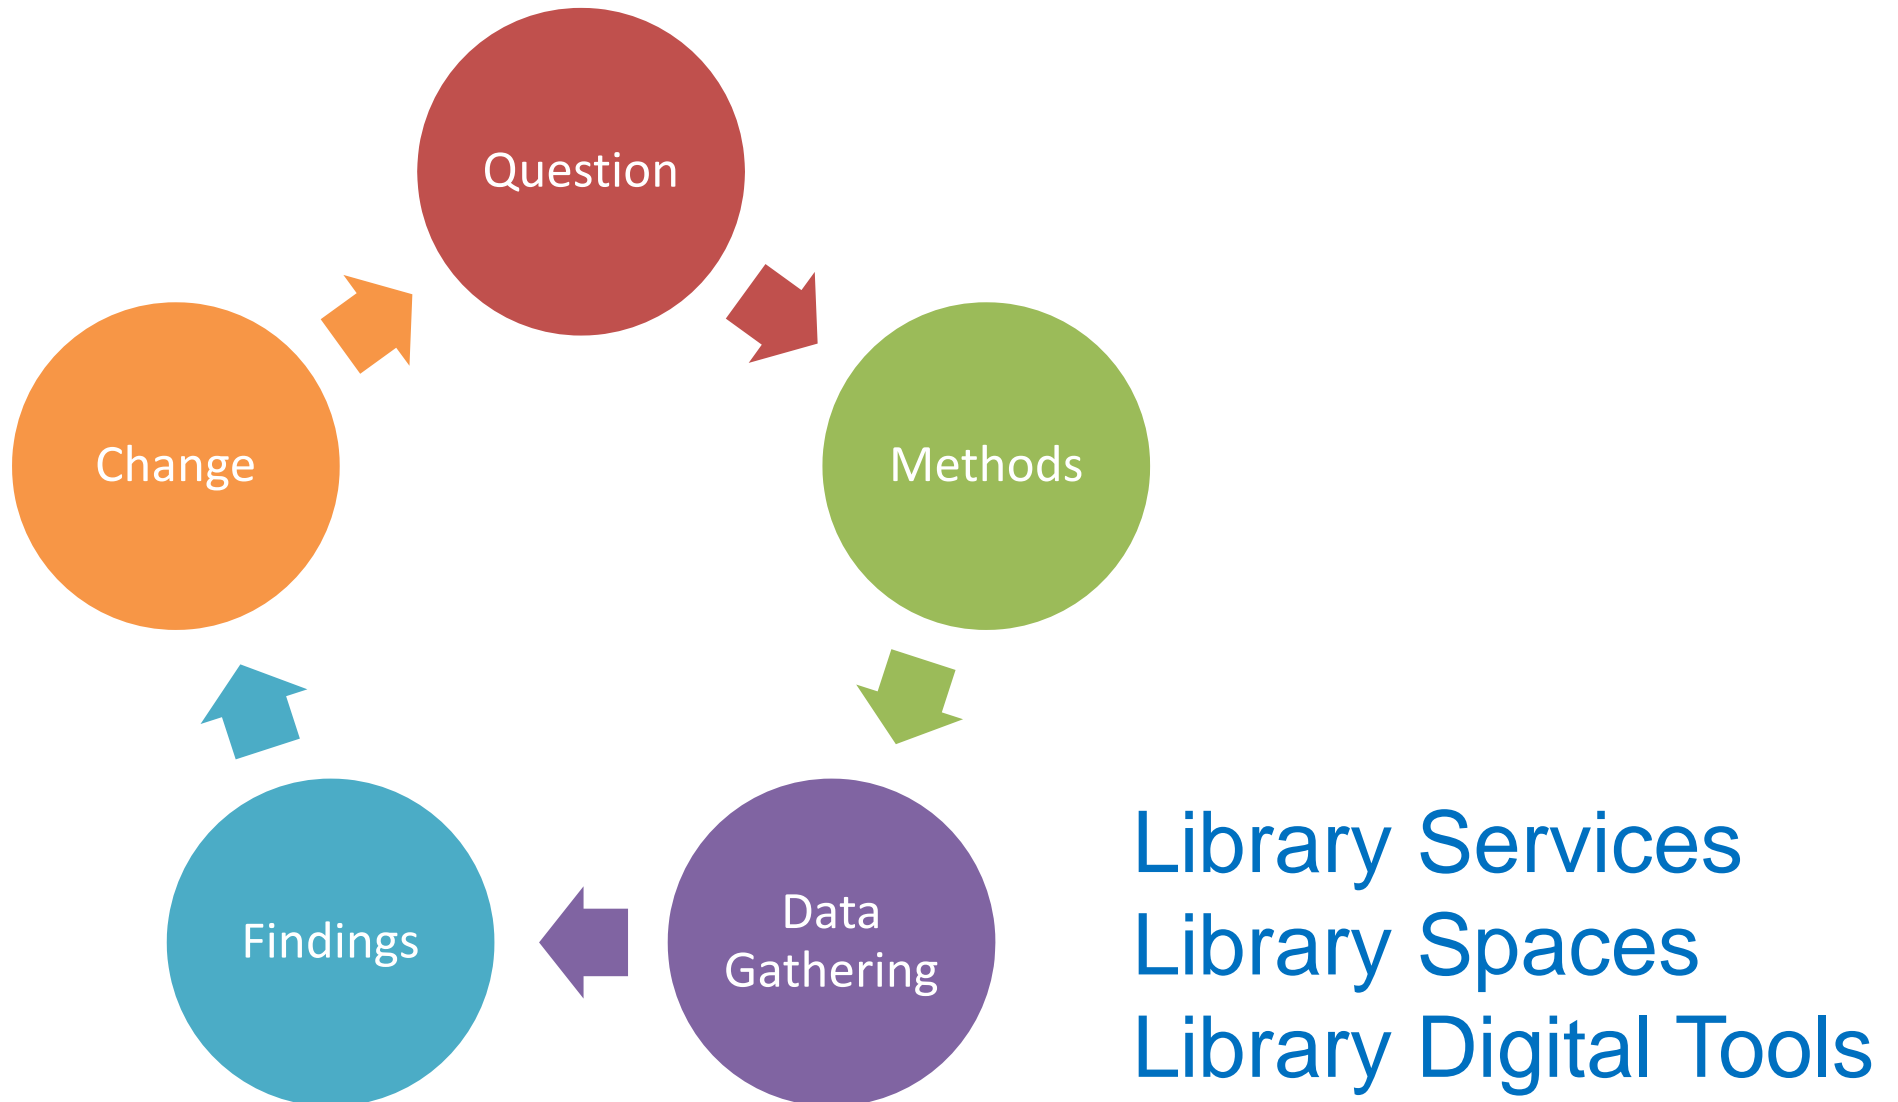 Question
Methods
Data
Gathering
Findings
Change
Library Services
Library Spaces
Library Digital Tools